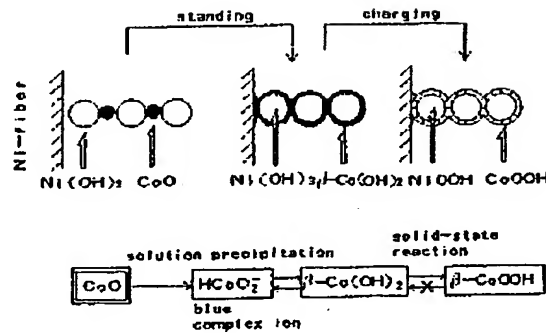 standing charging
Ni-fiber
Ni(OH)₂ CoO Ni(OH)₂ β-Co(OH)₂ NiOOH CoOOH
solution precipitation
solid-state
reaction
CoO HCoO₂⁻ β-Co(OH)₂ β-CoOOH
blue
complex ion